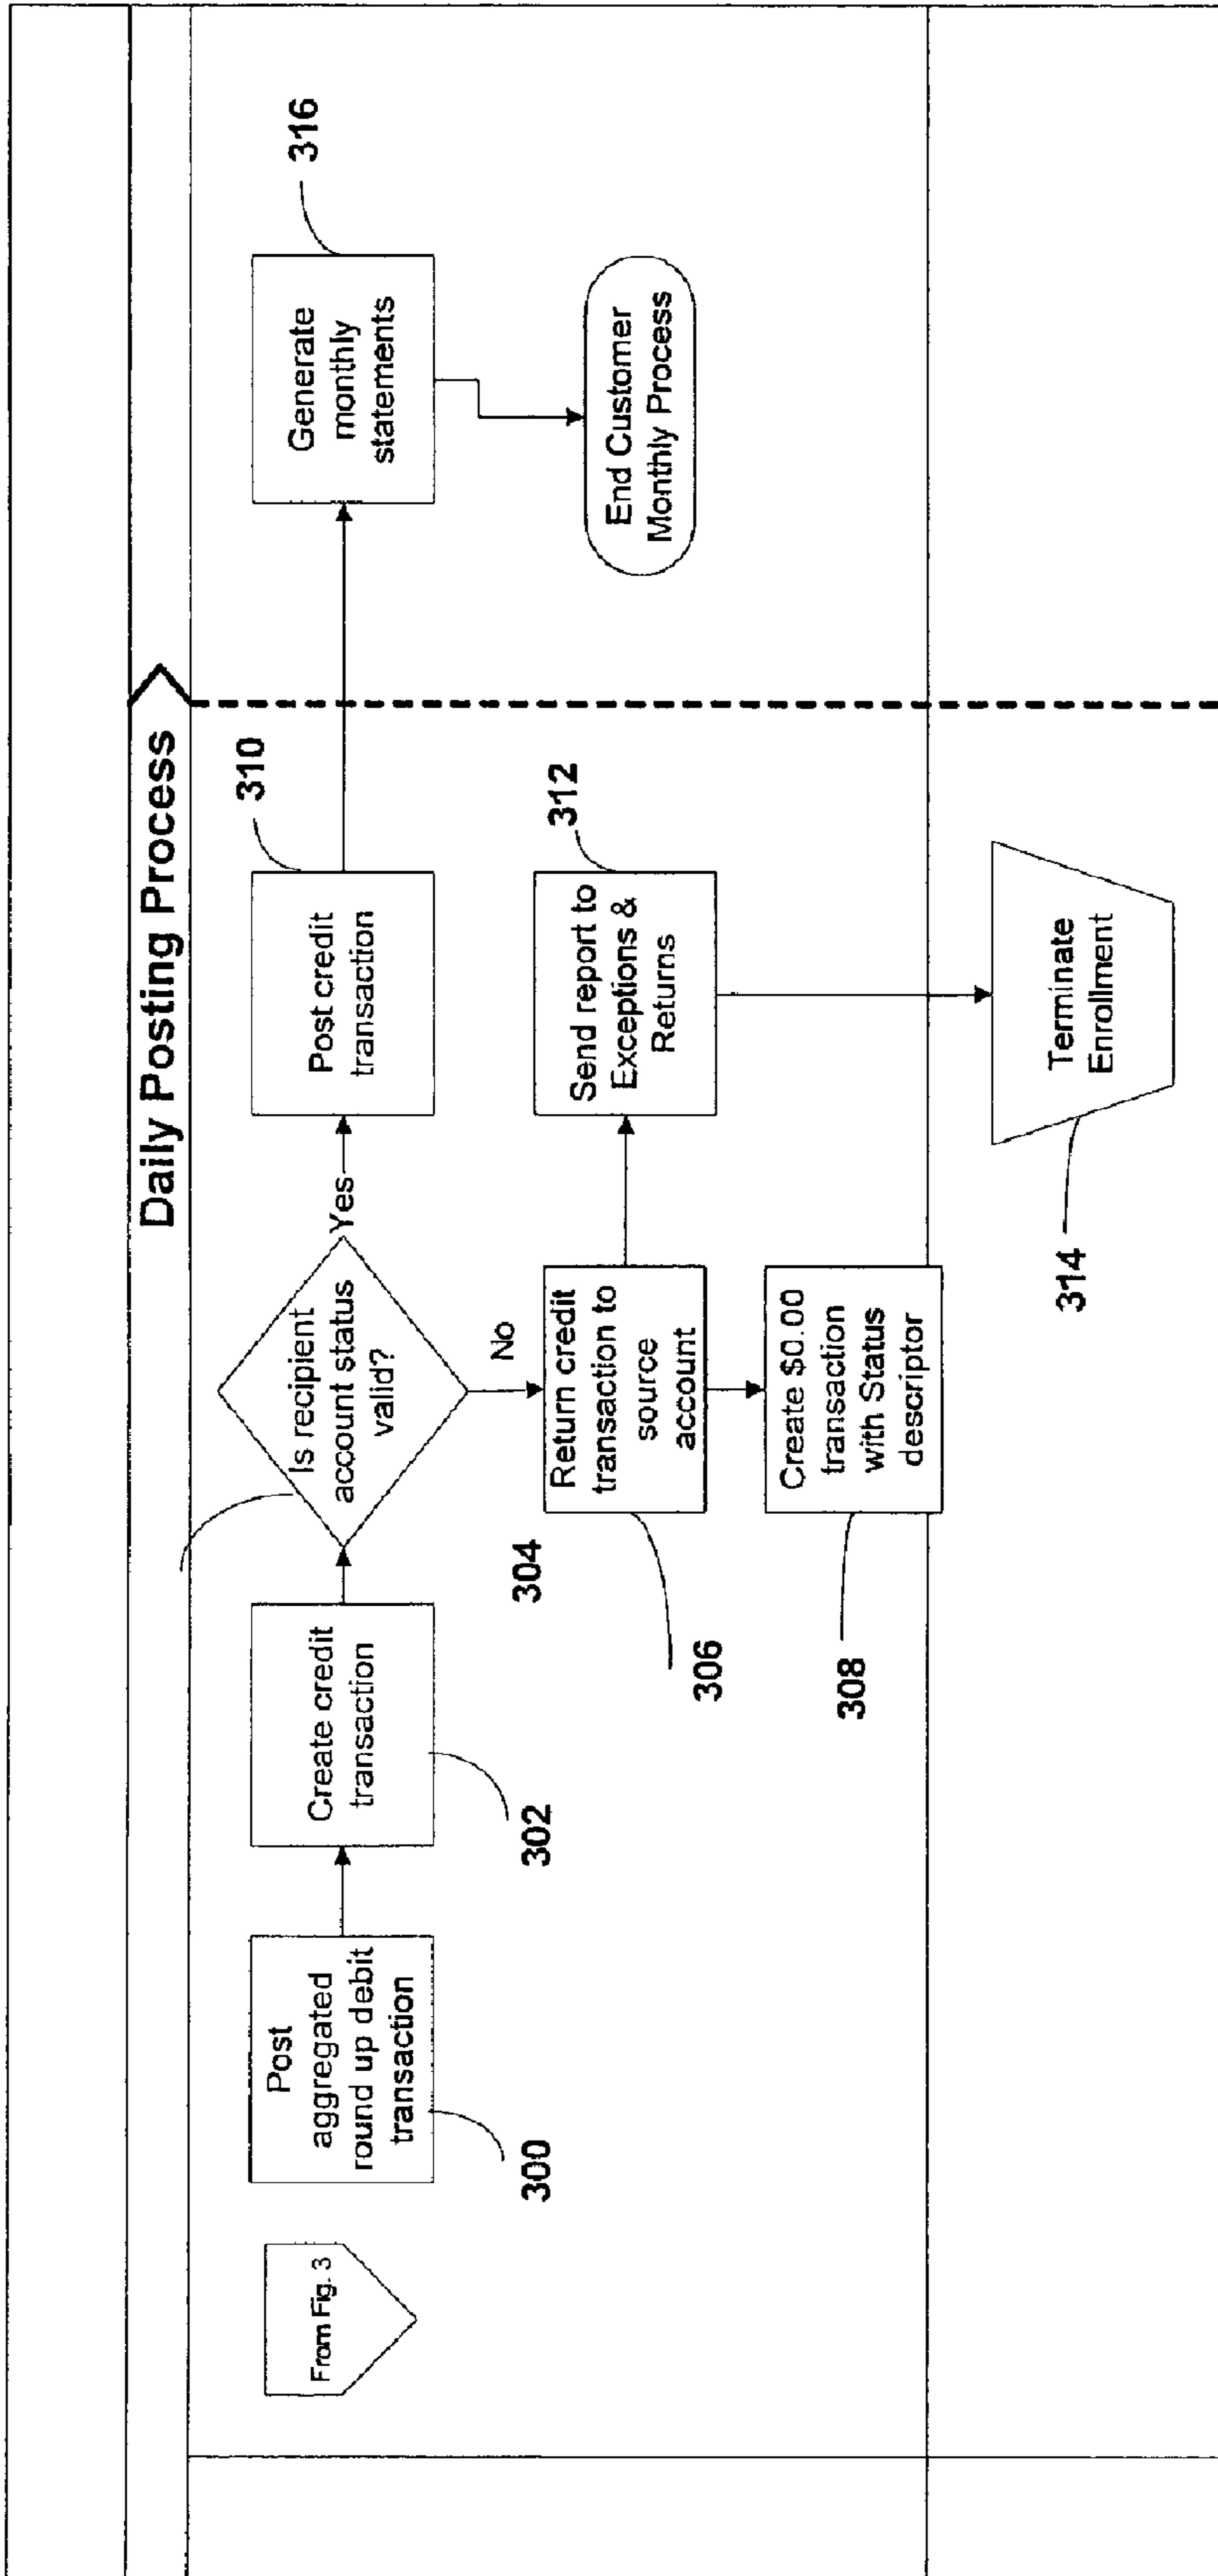 Daily Posting Process
From Fig. 3
Post
aggregated
round up debit
transaction
300
Create credit
transaction
302
Is recipient
account status
valid?
304
Yes
No
Post credit
transaction
310
Generate
monthly
statements
316
End Customer
Monthly Process
Return credit
transaction to
source
account
306
Send report to
Exceptions &
Returns
312
Create $0.00
transaction
with Status
descriptor
308
Terminate
Enrollment
314